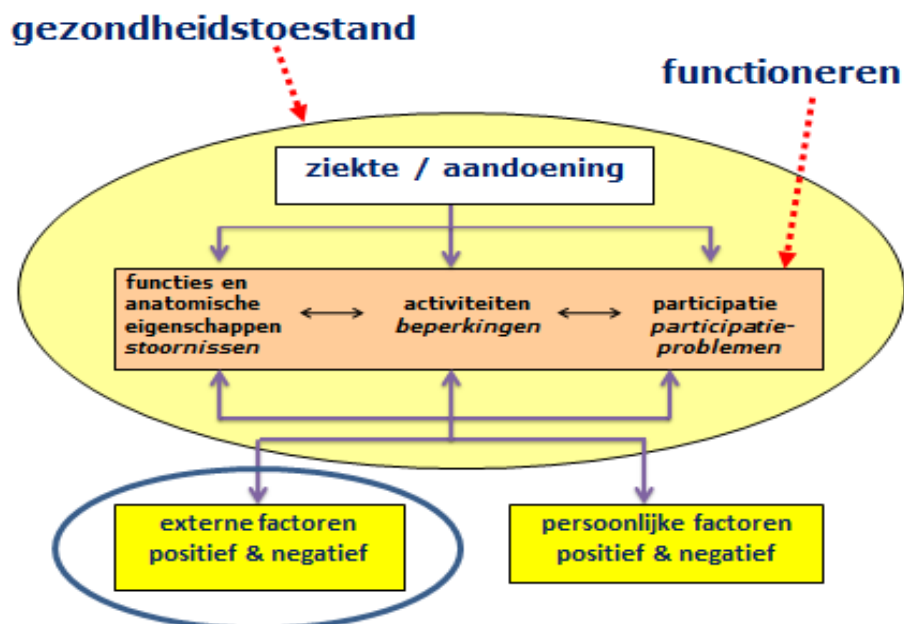 gezondheidstoestand
functioneren
ziekte / aandoening
functies en
anatomische
eigenschappen
stoornissen
activiteiten
beperkingen
participatie
participatie-
problemen
externe factoren
positief & negatief
persoonlijke factoren
positief & negatief